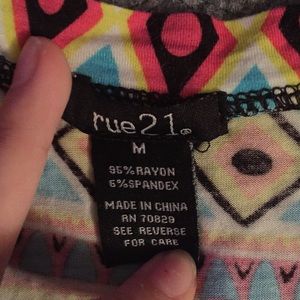 rue21®
M
95%RAYON
5%SPANDEX
MADE IN CHINA
RN 70829
SEE REVERSE
FOR CARE